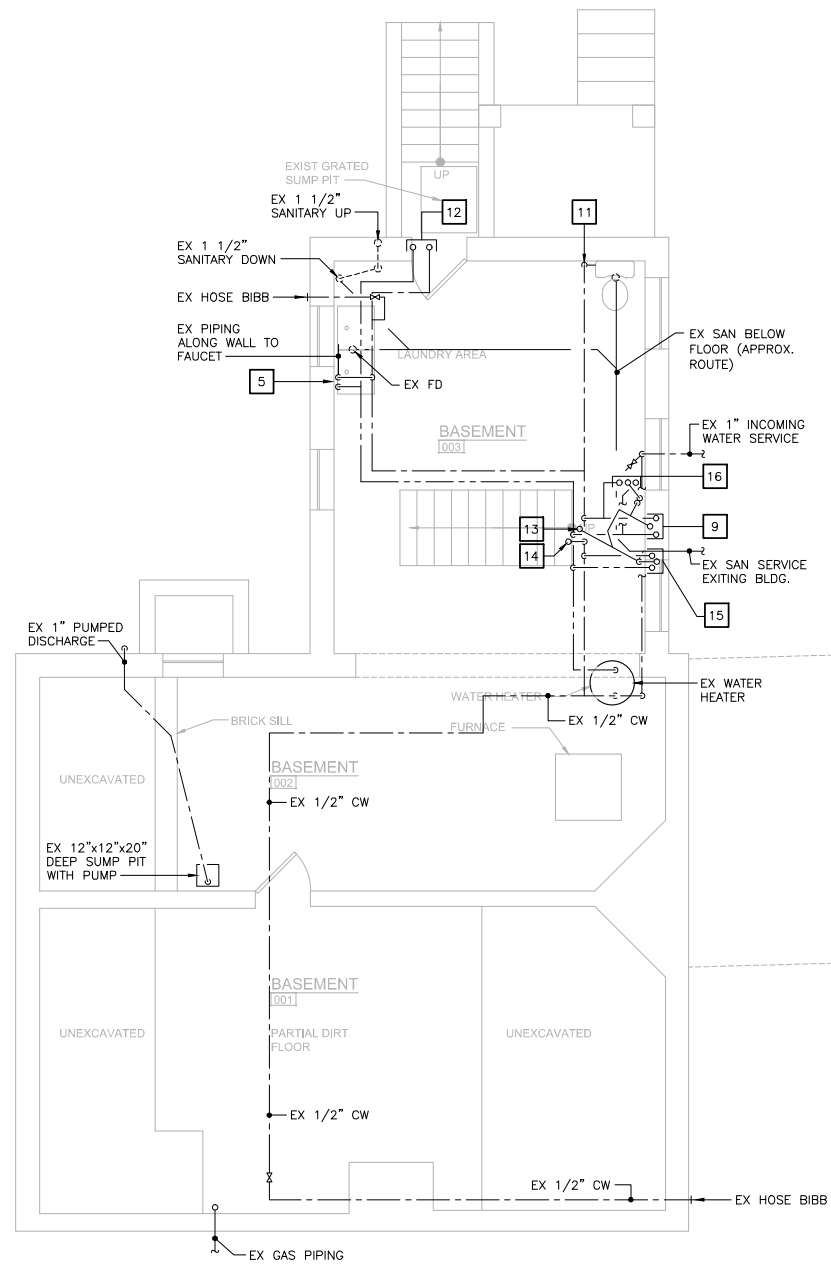 EXIST GRATED
SUMP PIT
UP
EX 1 1/2"
SANITARY UP
12
11
EX 1 1/2"
SANITARY DOWN
EX HOSE BIBB
EX PIPING
ALONG WALL TO
FAUCET
LAUNDRY AREA
EX SAN BELOW
FLOOR (APPROX.
ROUTE)
5
EX FD
BASEMENT
003
EX 1" INCOMING
WATER SERVICE
16
13
UP
9
14
EX SAN SERVICE
EXITING BLDG.
15
EX 1" PUMPED
DISCHARGE
WATER HEATER
EX WATER
HEATER
EX 1/2" CW
BRICK SILL
FURNACE
UNEXCAVATED
BASEMENT
002
EX 1/2" CW
EX 12"x12"x20"
DEEP SUMP PIT
WITH PUMP
BASEMENT
001
UNEXCAVATED
PARTIAL DIRT
FLOOR
UNEXCAVATED
EX 1/2" CW
EX 1/2" CW
EX HOSE BIBB
EX GAS PIPING